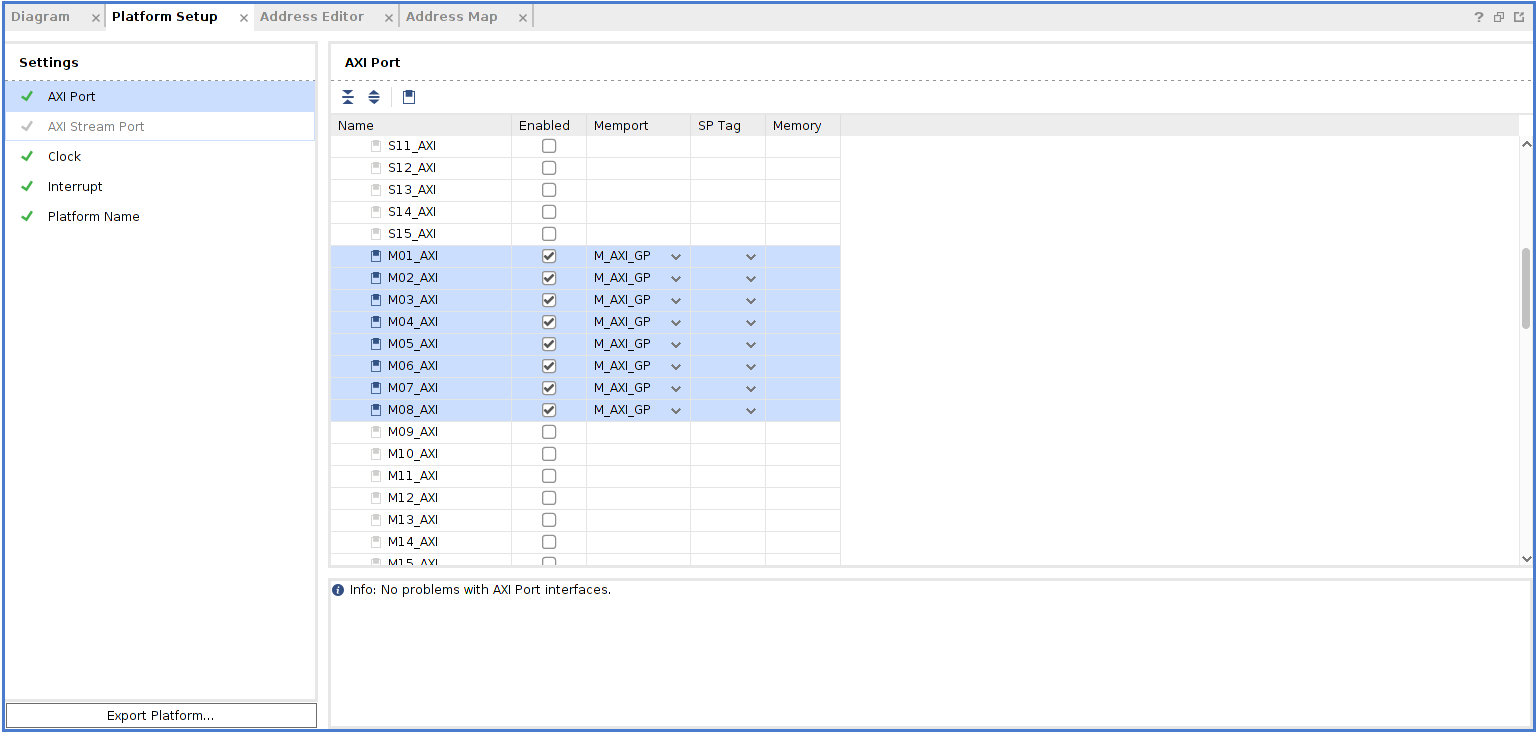 Diagram × Platform Setup × Address Editor × Address Map × ?
Settings
AXI Port
AXI Stream Port
Clock
Interrupt
Platform Name
Export Platform...
AXI Port
Name Enabled Memport SP Tag Memory
S11_AXI
S12_AXI
S13_AXI
S14_AXI
S15_AXI
M01_AXI M_AXI_GP
M02_AXI M_AXI_GP
M03_AXI M_AXI_GP
M04_AXI M_AXI_GP
M05_AXI M_AXI_GP
M06_AXI M_AXI_GP
M07_AXI M_AXI_GP
M08_AXI M_AXI_GP
M09_AXI
M10_AXI
M11_AXI
M12_AXI
M13_AXI
M14_AXI
M15_AXI
Info: No problems with AXI Port interfaces.